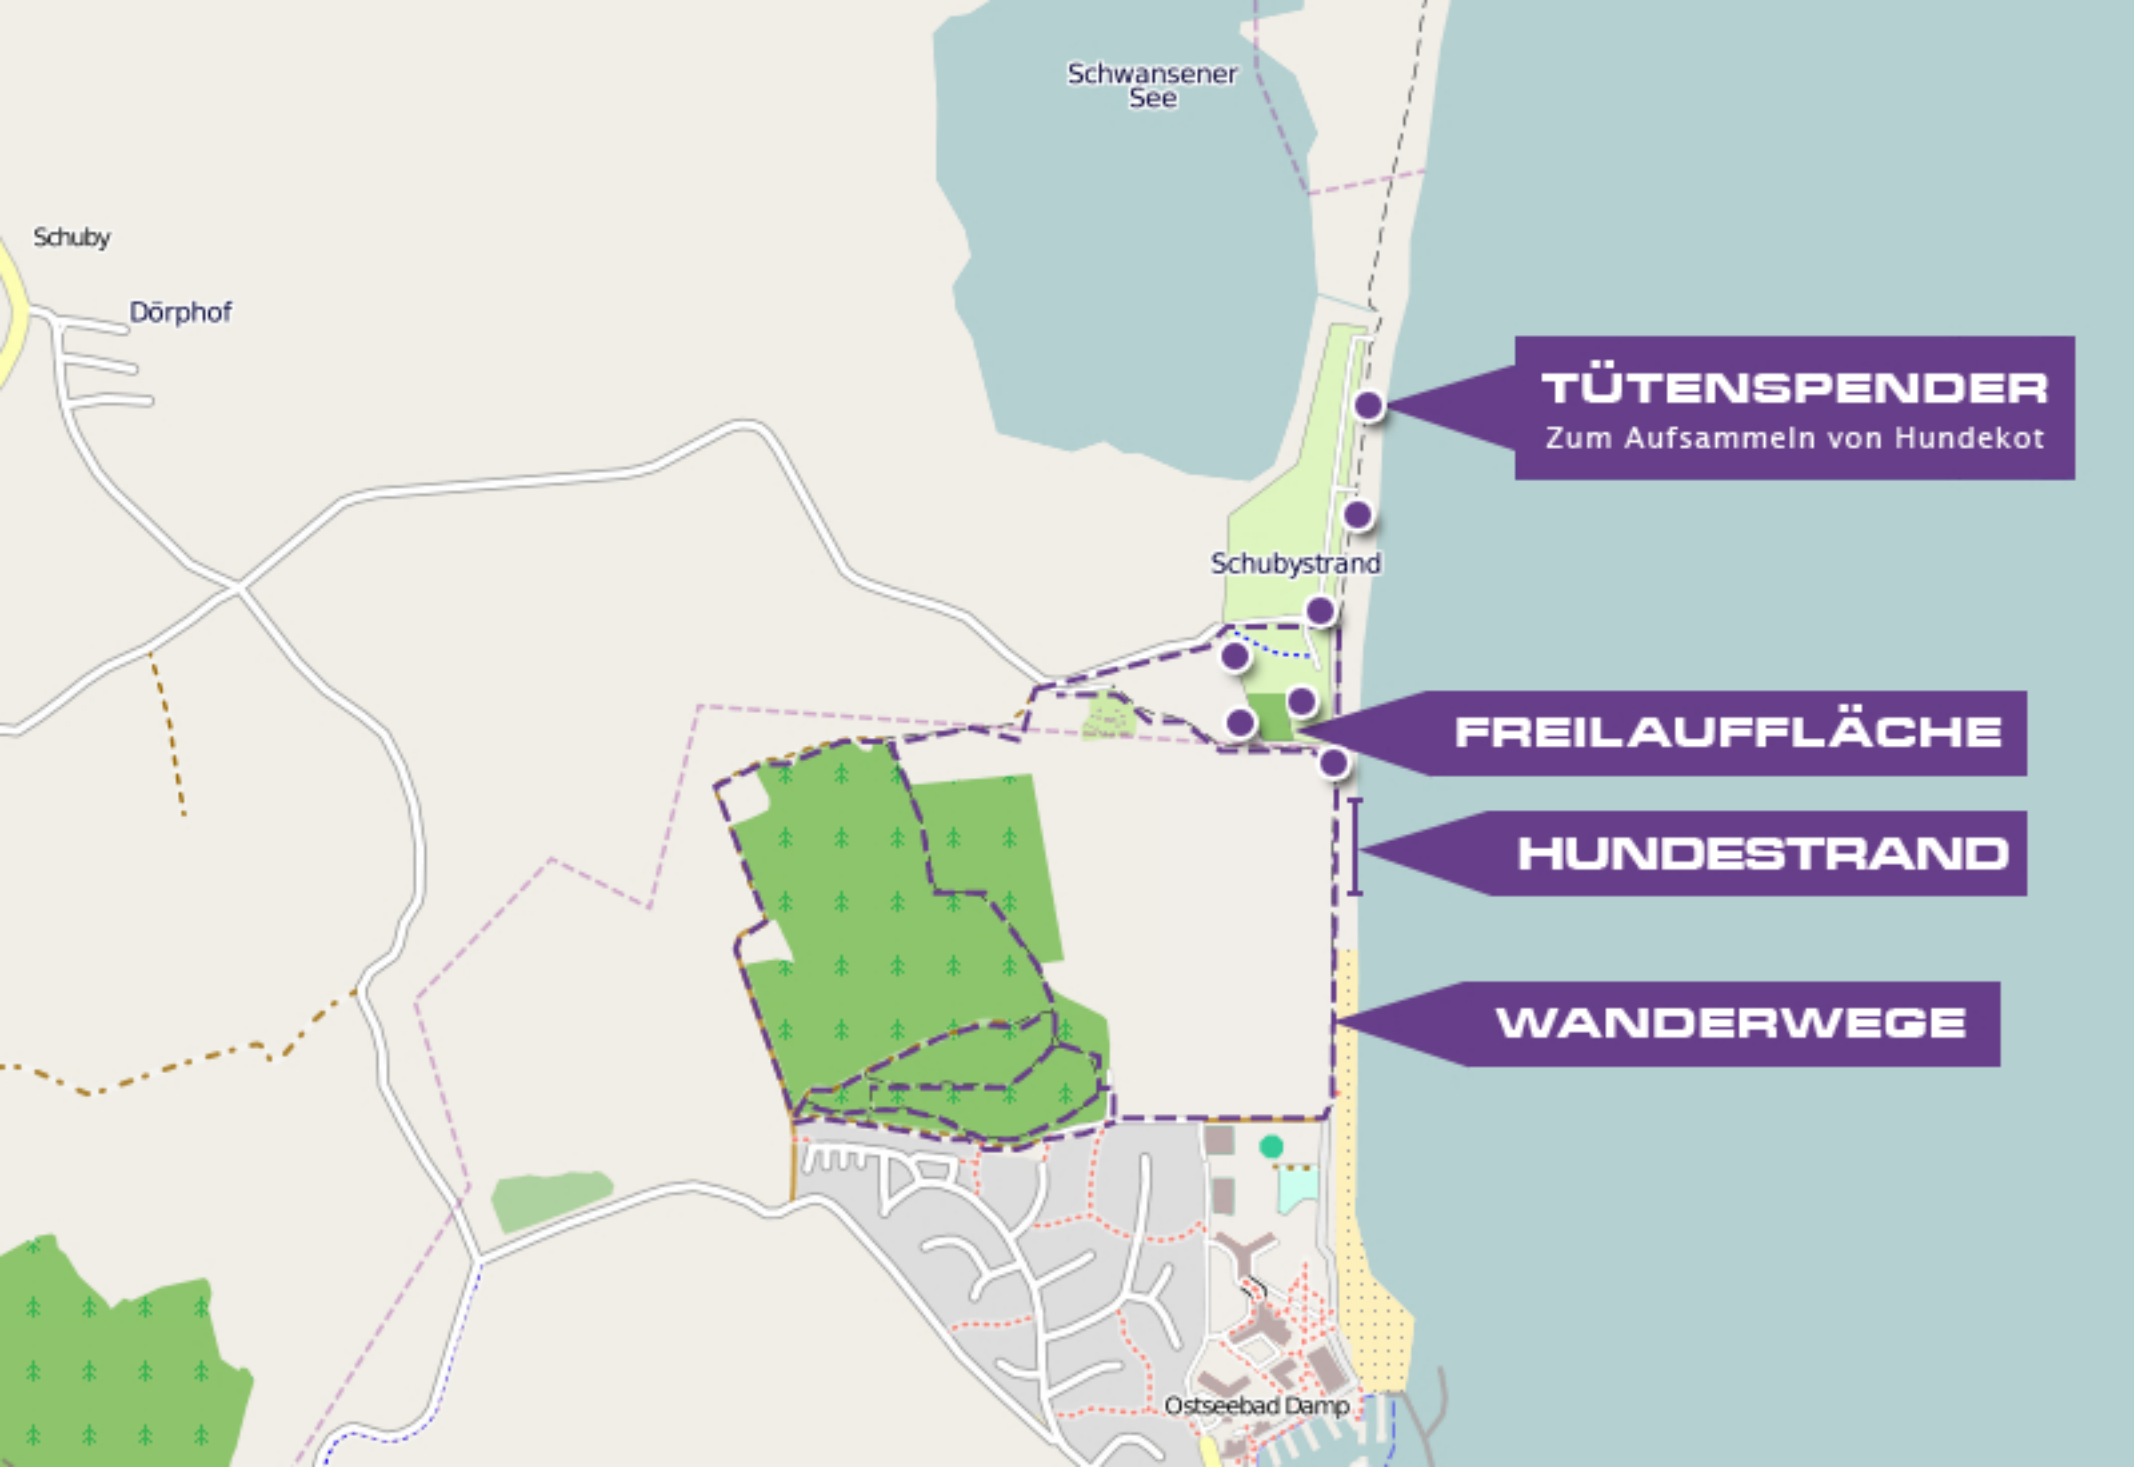 Schwansener
See
Schuby
Dörphof
TÜTENSPENDER
Zum Aufsammeln von Hundekot
Schubystrand
FREILAUFFLÄCHE
HUNDESTRAND
WANDERWEGE
Ostseebad Damp